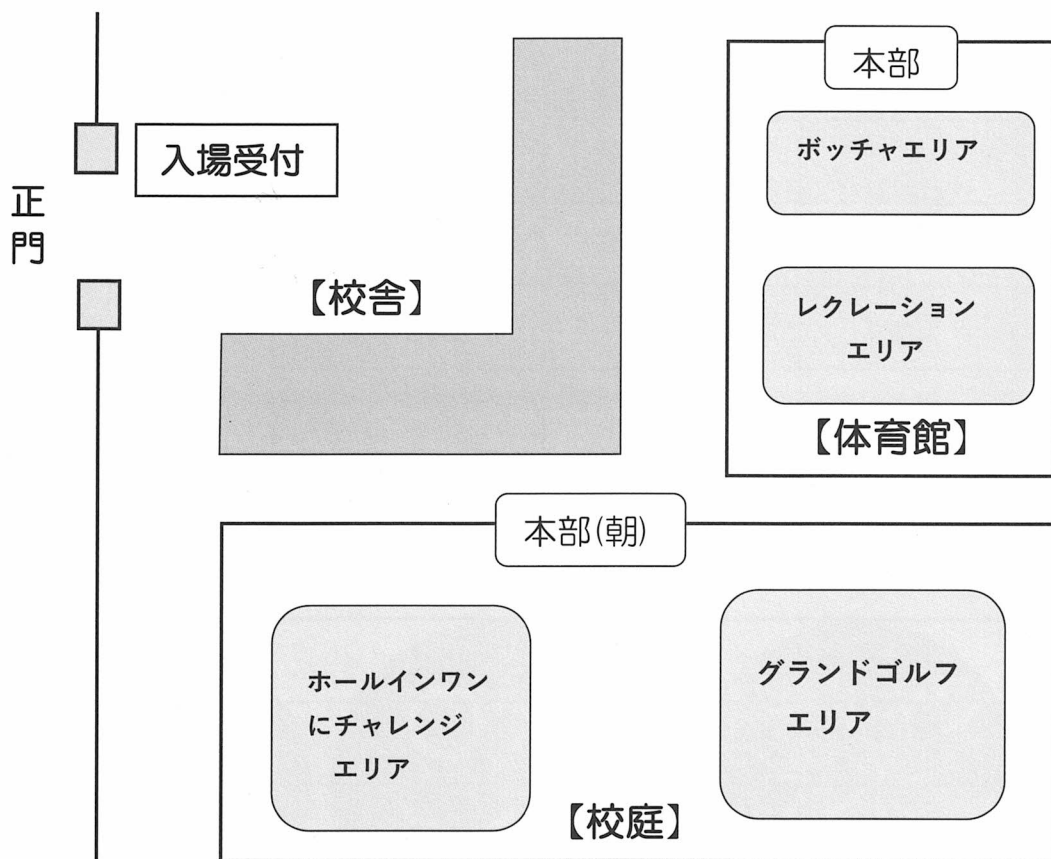 正門
入場受付
【校舎】
本部
ボッチャエリア
レクレーション
エリア
【体育館】
本部(朝)
ホールインワン
にチャレンジ
エリア
グランドゴルフ
エリア
【校庭】